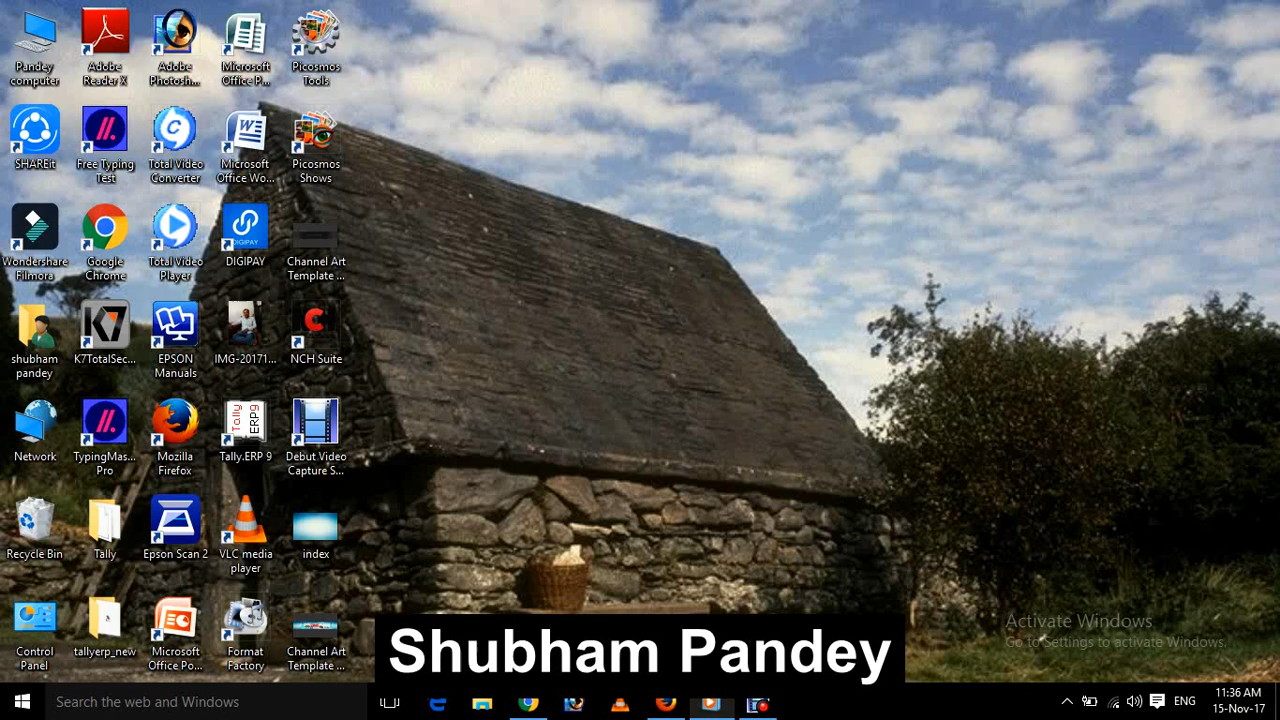 Pandey
computer
Adobe
Reader X
Adobe
Photosh...
Microsoft
Office P...
Picosmos
Tools
SHAREit
Free Typing
Test
Total Video
Converter
Microsoft
Office Wo...
Picosmos
Shows
Wondershare
Filmora
Google
Chrome
Total Video
Player
DIGIPAY
DIGIPAY
Channel Art
Template ...
shubham
pandey
K7
K7TotalSec...
EPSON
Manuals
IMG-20171...
NCH Suite
Network
TypingMas...
Pro
Mozilla
Firefox
Tally
ERP9
Tally.ERP 9
Debut Video
Capture S...
Recycle Bin
Tally
Epson Scan 2
VLC media
player
index
Control
Panel
tallyerp_new
Microsoft
Office Po...
Format
Factory
Channel Art
Template ...
Activate Windows
Go to Settings to activate Windows.
Shubham Pandey
Search the web and Windows
ENG
11:36 AM
15-Nov-17